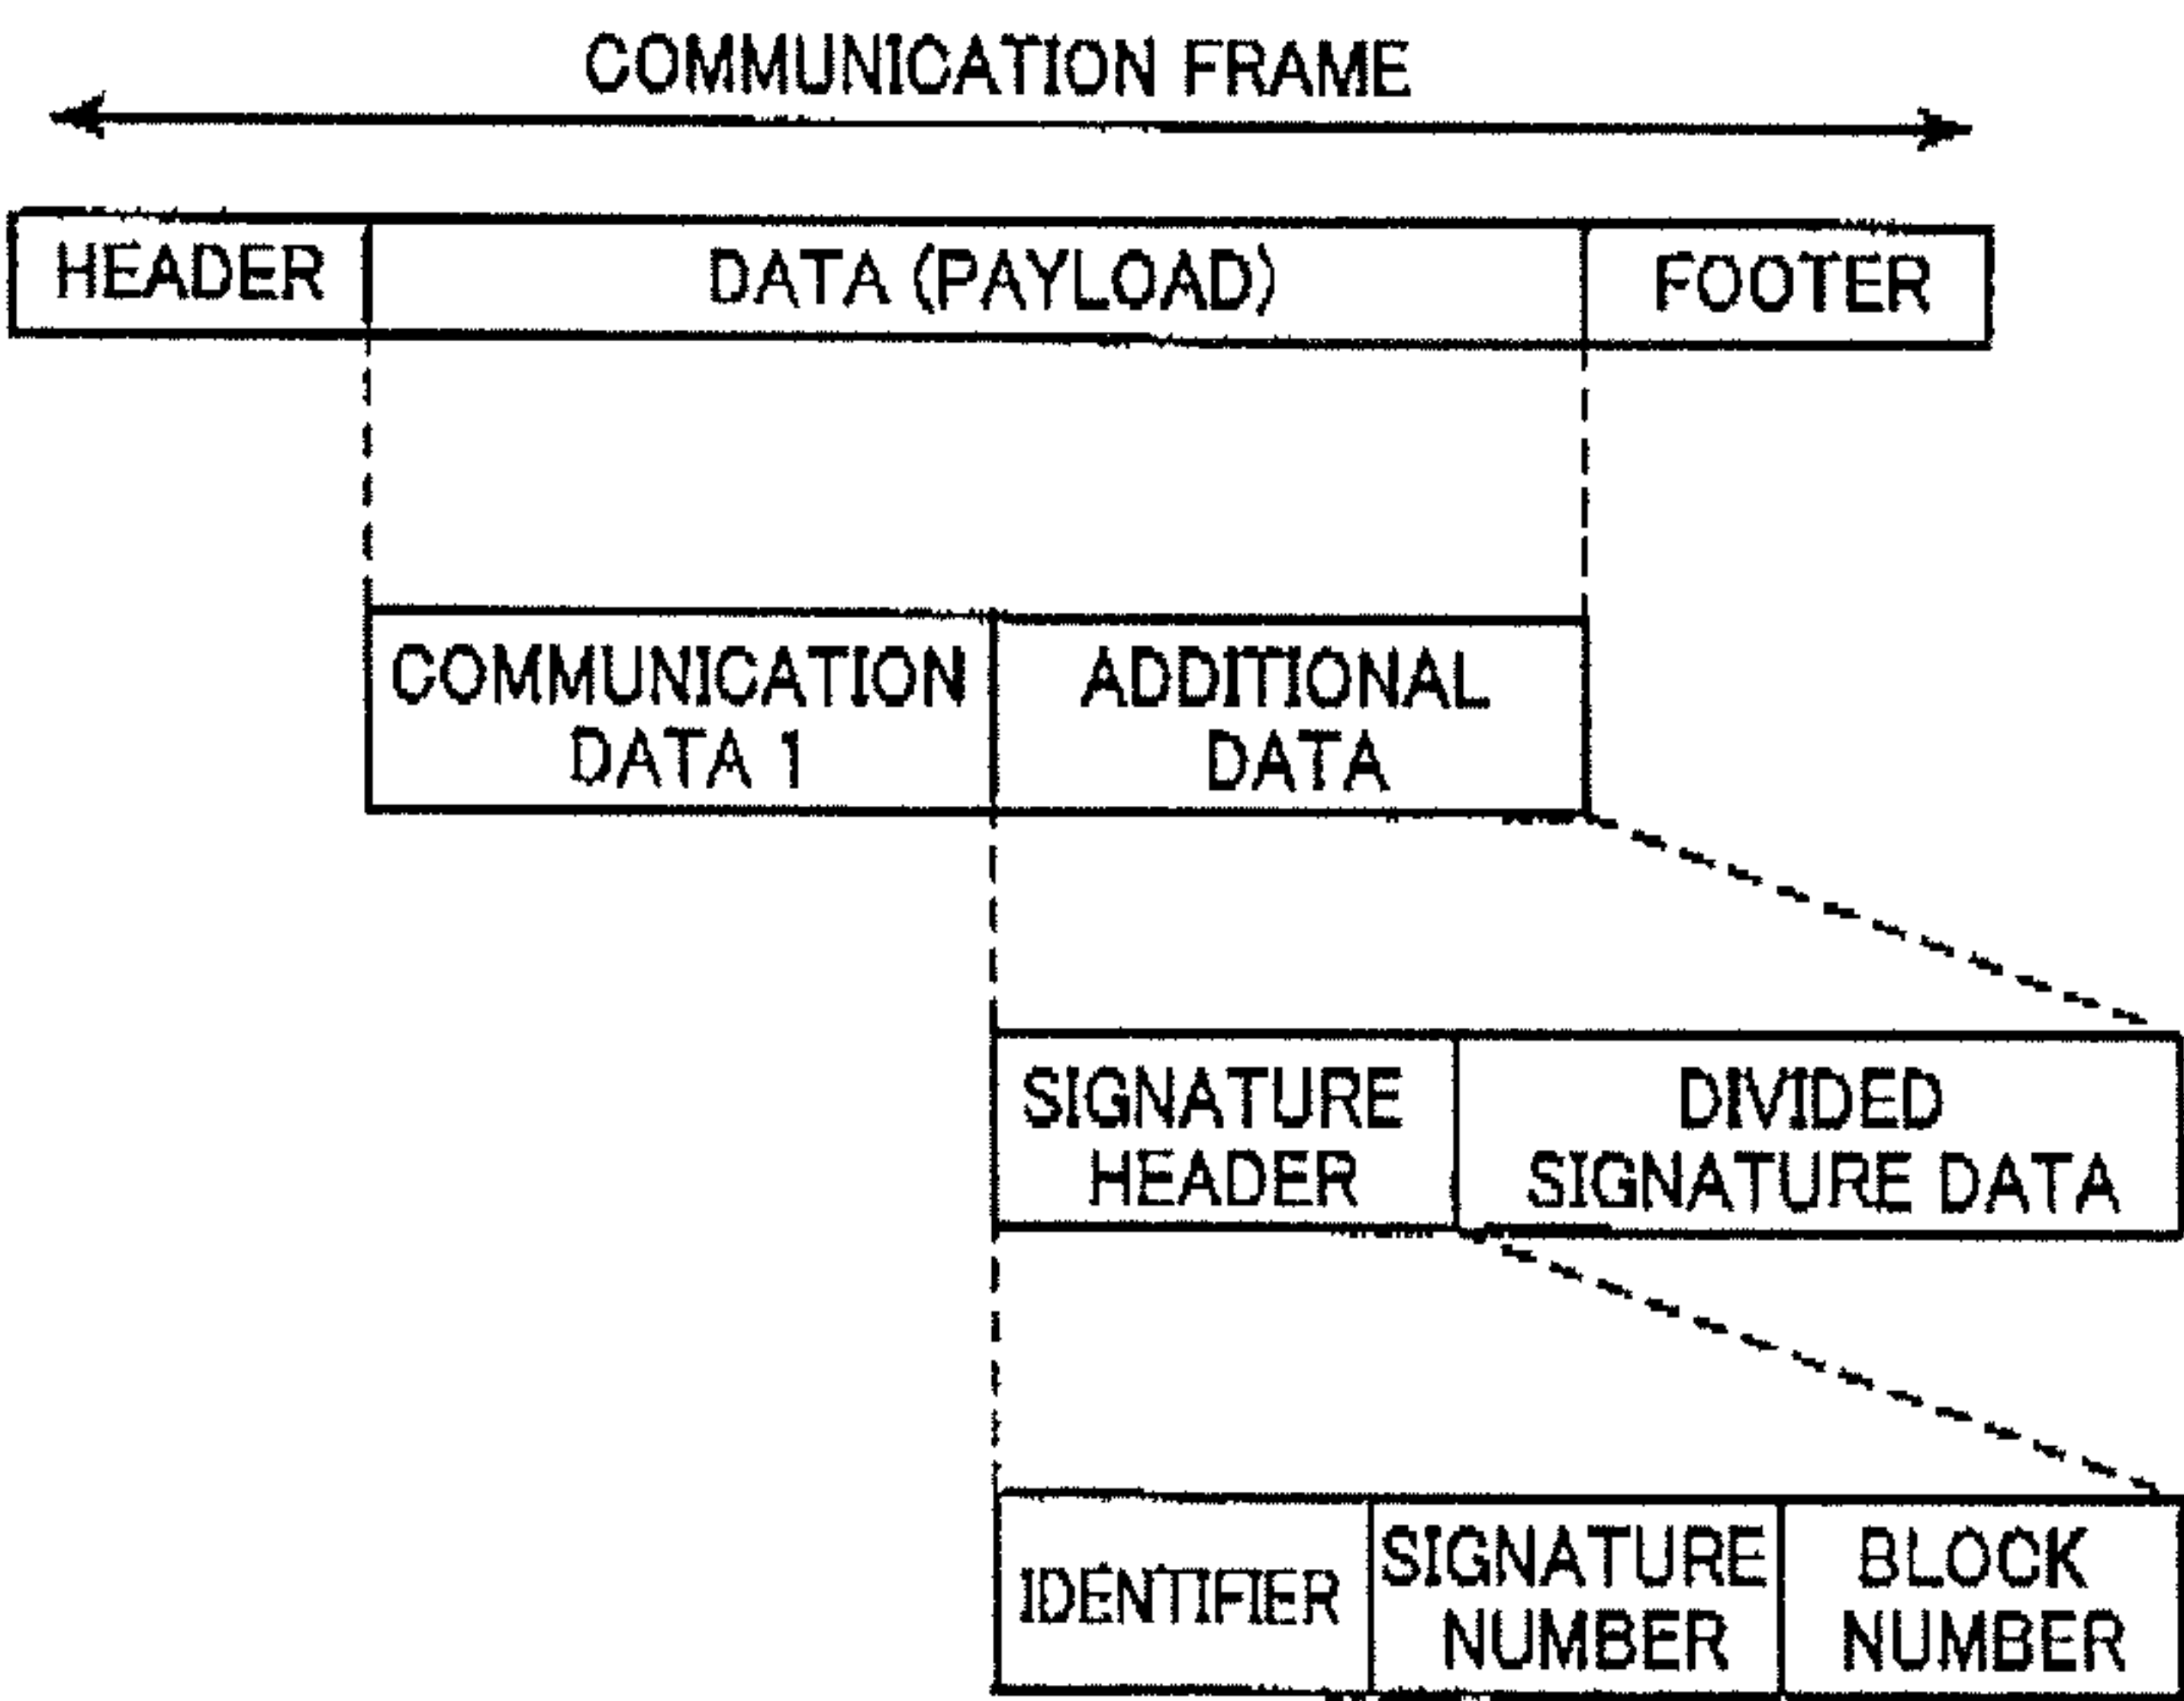 COMMUNICATION FRAME
HEADER
DATA (PAYLOAD)
FOOTER
COMMUNICATION
DATA 1
ADDITIONAL
DATA
SIGNATURE
HEADER
DIVIDED
SIGNATURE DATA
IDENTIFIER
SIGNATURE
NUMBER
BLOCK
NUMBER